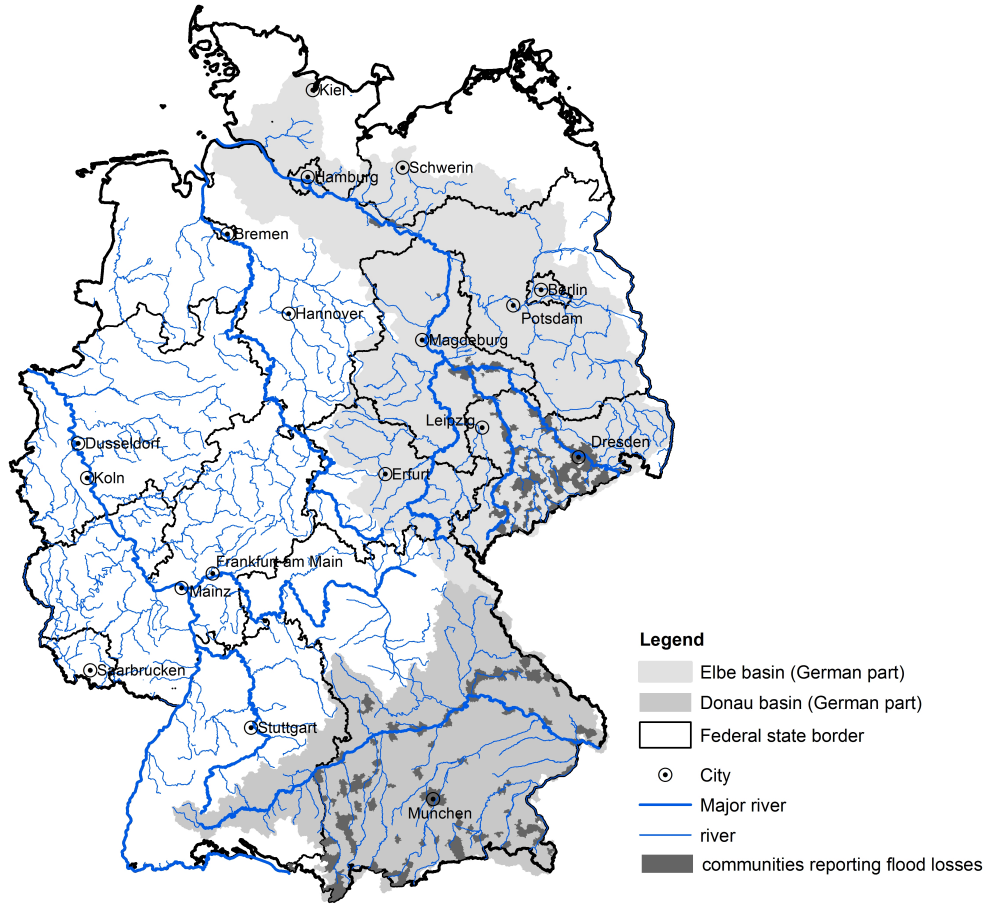 Kiel
Schwerin
Hamburg
Bremen
Berlin
Hannover
Potsdam
Magdeburg
Leipzig
Dusseldorf
Dresden
Erfurt
Koln
Frankfurt am Main
Mainz
Saarbrucken
Stuttgart
Munchen
Legend
Elbe basin (German part)
Donau basin (German part)
Federal state border
City
Major river
river
communities reporting flood losses